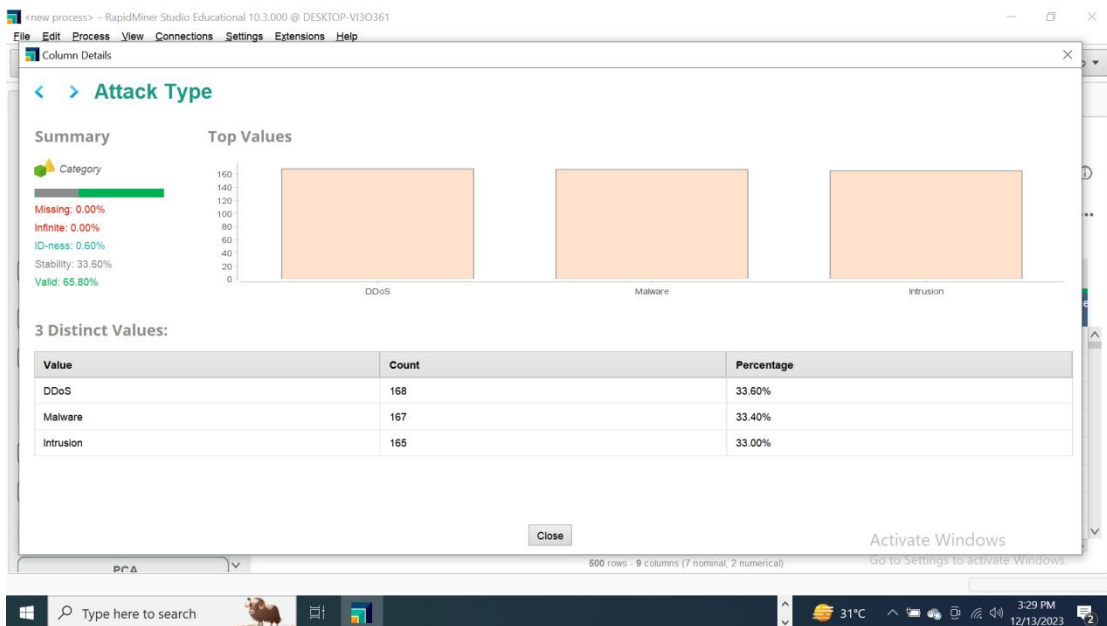 <new process> – RapidMiner Studio Educational 10.3.000 @ DESKTOP-VI3O361
File Edit Process View Connections Settings Extensions Help
Column Details
Attack Type
Summary
Top Values
Category
Missing: 0.00%
Infinite: 0.00%
ID-ness: 0.60%
Stability: 33.60%
Valid: 65.80%
160
140
120
100
80
60
40
20
0
DDoS Malware Intrusion
3 Distinct Values:
Value Count Percentage
DDoS 168 33.60%
Malware 167 33.40%
Intrusion 165 33.00%
Close
Activate Windows
Go to Settings to activate Windows.
PCA
500 rows - 9 columns (7 nominal, 2 numerical)
Type here to search
31°C
3:29 PM
12/13/2023
2